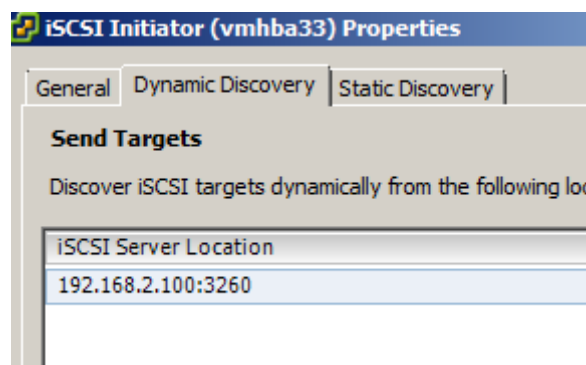 iSCSI Initiator (vmhba33) Properties
General Dynamic Discovery Static Discovery
Send Targets
Discover iSCSI targets dynamically from the following
iSCSI Server Location
192.168.2.100:3260